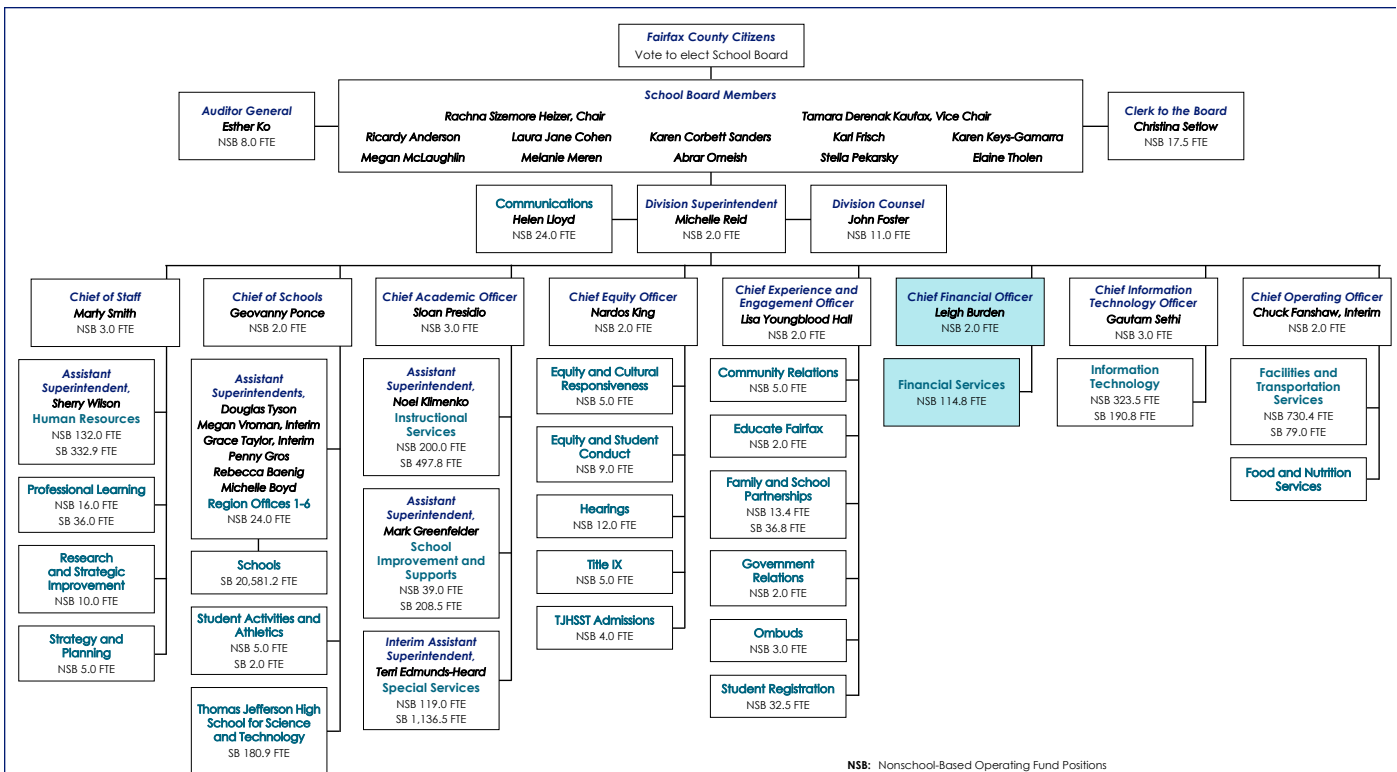 Fairfax County Citizens
Vote to elect School Board
Auditor General
Esther Ko
NSB 8.0 FTE
School Board Members
Rachna Sizemore Heizer, Chair
Tamara Derenak Kaufax, Vice Chair
Ricardy Anderson
Laura Jane Cohen
Karen Corbett Sanders
Karl Frisch
Karen Keys-Gamarra
Megan McLaughlin
Melanie Meren
Abrar Omeish
Stella Pekarsky
Elaine Tholen
Clerk to the Board
Christina Setlow
NSB 17.5 FTE
Communications
Helen Lloyd
NSB 24.0 FTE
Division Superintendent
Michelle Reid
NSB 2.0 FTE
Division Counsel
John Foster
NSB 11.0 FTE
Chief of Staff
Marty Smith
NSB 3.0 FTE
Assistant
Superintendent,
Sherry Wilson
Human Resources
NSB 132.0 FTE
SB 332.9 FTE
Professional Learning
NSB 16.0 FTE
SB 36.0 FTE
Research
and Strategic
Improvement
NSB 10.0 FTE
Strategy and
Planning
NSB 5.0 FTE
Chief of Schools
Geovanny Ponce
NSB 2.0 FTE
Assistant
Superintendents,
Douglas Tyson
Megan Vroman, Interim
Grace Taylor, Interim
Penny Gros
Rebecca Baenig
Michelle Boyd
Region Offices 1-6
NSB 24.0 FTE
Schools
SB 20,581.2 FTE
Student Activities and
Athletics
NSB 5.0 FTE
SB 2.0 FTE
Thomas Jefferson High
School for Science
and Technology
SB 180.9 FTE
Chief Academic Officer
Sloan Presidio
NSB 3.0 FTE
Assistant
Superintendent,
Noel Klimenko
Instructional
Services
NSB 200.0 FTE
SB 497.8 FTE
Assistant
Superintendent,
Mark Greenfelder
School
Improvement and
Supports
NSB 39.0 FTE
SB 208.5 FTE
Interim Assistant
Superintendent,
Terri Edmunds-Heard
Special Services
NSB 119.0 FTE
SB 1,136.5 FTE
Chief Equity Officer
Nardos King
NSB 2.0 FTE
Equity and Cultural
Responsiveness
NSB 5.0 FTE
Equity and Student
Conduct
NSB 9.0 FTE
Hearings
NSB 12.0 FTE
Title IX
NSB 5.0 FTE
TJHSST Admissions
NSB 4.0 FTE
Chief Experience and
Engagement Officer
Lisa Youngblood Hall
NSB 2.0 FTE
Community Relations
NSB 5.0 FTE
Educate Fairfax
NSB 2.0 FTE
Family and School
Partnerships
NSB 13.4 FTE
SB 36.8 FTE
Government
Relations
NSB 2.0 FTE
Ombuds
NSB 3.0 FTE
Student Registration
NSB 32.5 FTE
Chief Financial Officer
Leigh Burden
NSB 2.0 FTE
Financial Services
NSB 114.8 FTE
Chief Information
Technology Officer
Gautam Sethi
NSB 3.0 FTE
Information
Technology
NSB 323.5 FTE
SB 190.8 FTE
Chief Operating Officer
Chuck Fanshaw, Interim
NSB 2.0 FTE
Facilities and
Transportation
Services
NSB 730.4 FTE
SB 79.0 FTE
Food and Nutrition
Services
NSB: Nonschool-Based Operating Fund Positions